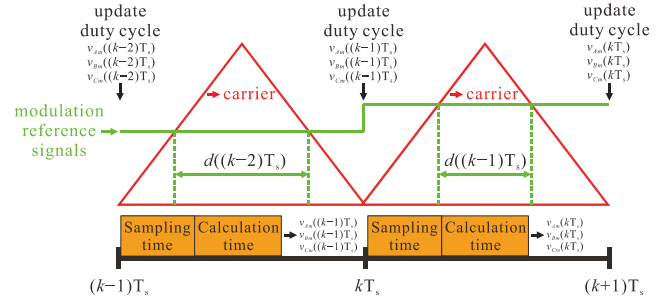 update
duty cycle
v_Am((k−2)T_s)
v_Bm((k−2)T_s)
v_Cm((k−2)T_s)
update
duty cycle
v_Am((k−1)T_s)
v_Bm((k−1)T_s)
v_Cm((k−1)T_s)
update
duty cycle
v_Am(kT_s)
v_Bm(kT_s)
v_Cm(kT_s)
carrier
carrier
modulation
reference
signals
d((k−2)T_s)
d((k−1)T_s)
Sampling
time
Calculation
time
v_Am((k−1)T_s)
v_Bm((k−1)T_s)
v_Cm((k−1)T_s)
Sampling
time
Calculation
time
v_Am(kT_s)
v_Bm(kT_s)
v_Cm(kT_s)
(k−1)T_s
kT_s
(k+1)T_s